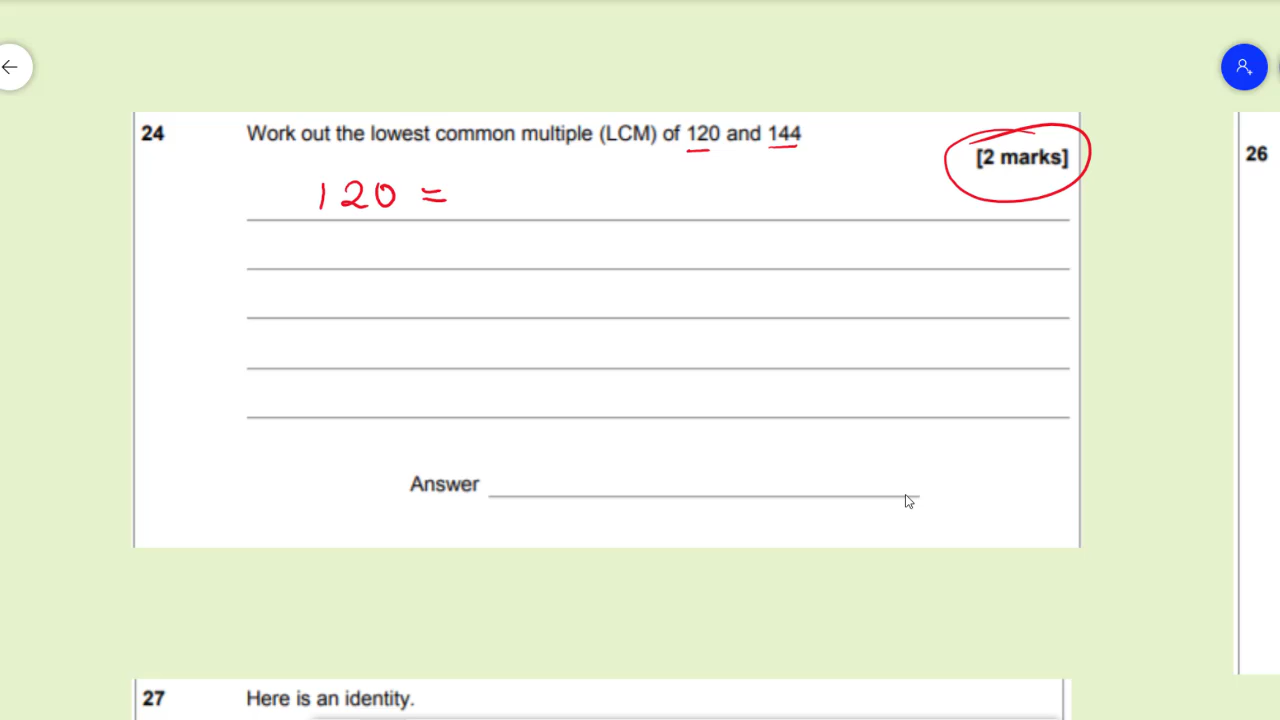 24 Work out the lowest common multiple (LCM) of 120 and 144
[2 marks]
26
120 =
Answer
27 Here is an identity.